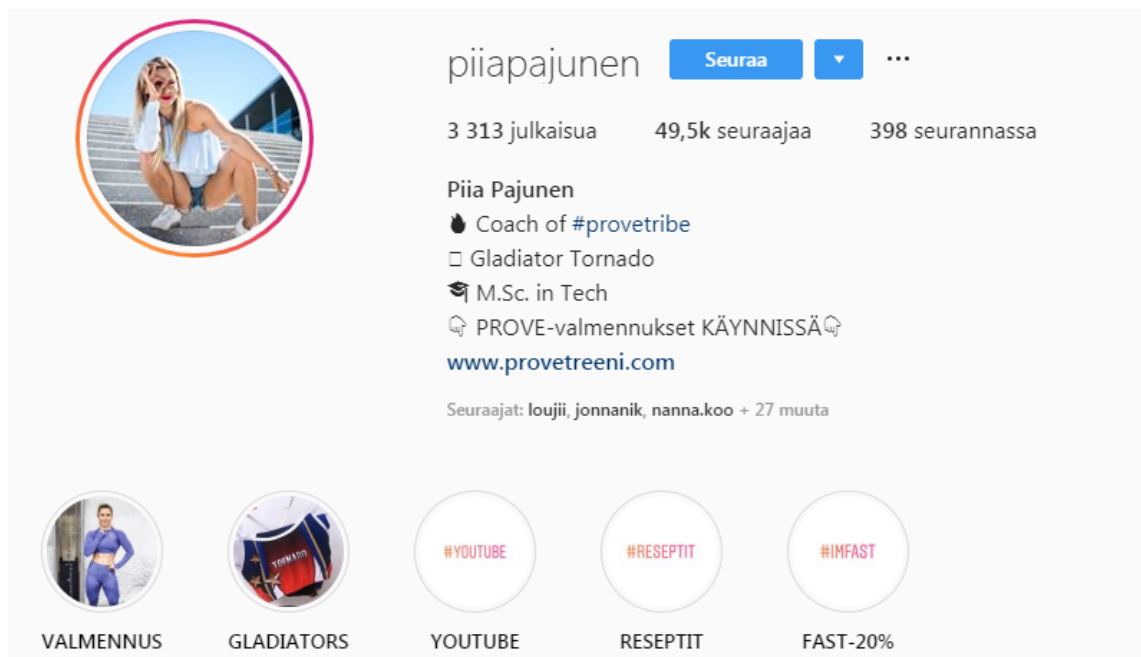 piiapajunen Seuraa ...
3 313 julkaisua 49,5k seuraajaa 398 seurannassa
Piia Pajunen
Coach of #provetribe
Gladiator Tornado
M.Sc. in Tech
PROVE-valmennukset KÄYNNISSÄ
www.provetreeni.com
Seuraajat: loujii, jonnanik, nanna.koo + 27 muuta
TORNADO
#YOUTUBE #RESEPTIT #IMFAST
VALMENNUS GLADIATORS YOUTUBE RESEPTIT FAST-20%